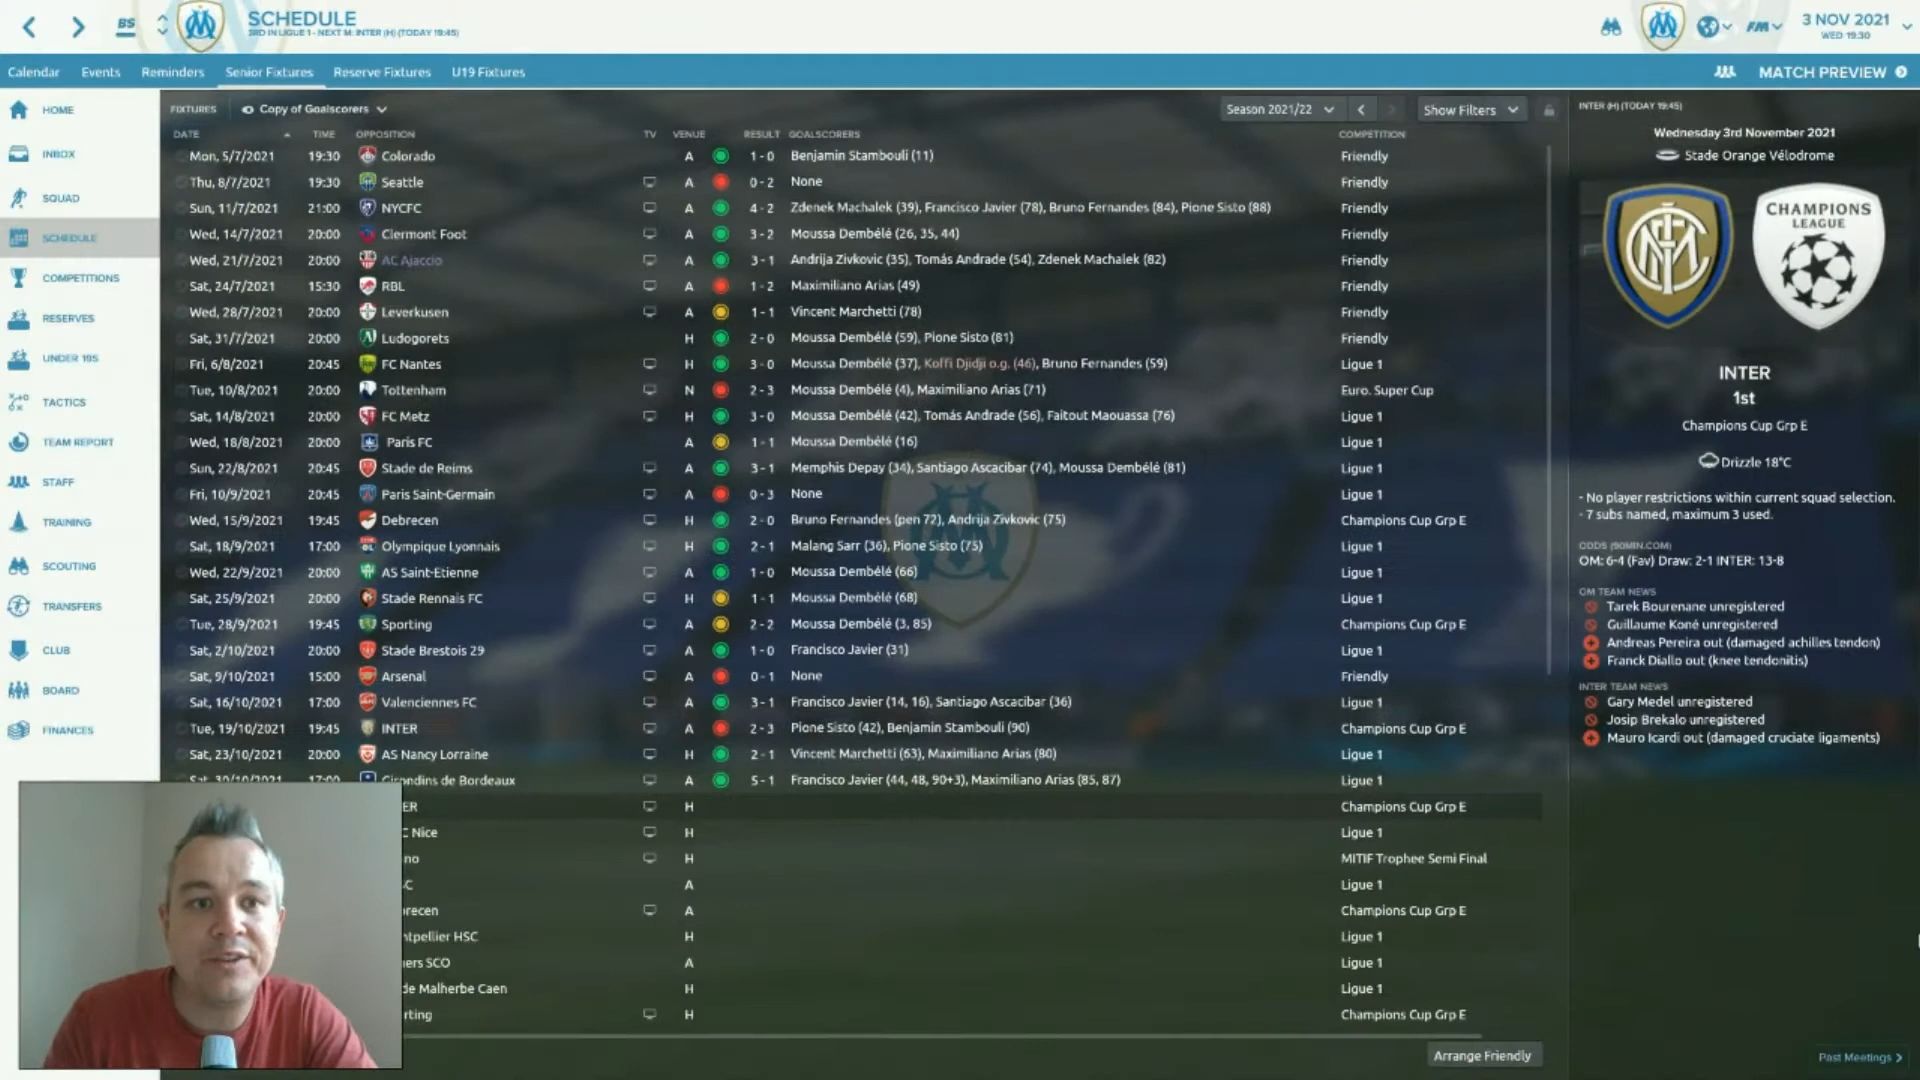 BS
SCHEDULE
3RD IN LIGUE 1 - NEXT M: INTER (H) (TODAY 19:45)
FM
3 NOV 2021
WED 19:30
Calendar Events Reminders Senior Fixtures Reserve Fixtures U19 Fixtures
MATCH PREVIEW
HOME
INBOX
SQUAD
SCHEDULE
COMPETITIONS
RESERVES
UNDER 19S
TACTICS
TEAM REPORT
STAFF
TRAINING
SCOUTING
TRANSFERS
CLUB
BOARD
FINANCES
FIXTURES Copy of Goalscorers Season 2021/22 Show Filters
DATE TIME OPPOSITION TV VENUE RESULT GOALSCORERS COMPETITION
Mon, 5/7/2021 19:30 Colorado A 1 - 0 Benjamin Stambouli (11) Friendly
Thu, 8/7/2021 19:30 Seattle A 0 - 2 None Friendly
Sun, 11/7/2021 21:00 NYCFC A 4 - 2 Zdenek Machalek (39), Francisco Javier (78), Bruno Fernandes (84), Pione Sisto (88) Friendly
Wed, 14/7/2021 20:00 Clermont Foot A 3 - 2 Moussa Dembélé (26, 35, 44) Friendly
Wed, 21/7/2021 20:00 AC Ajaccio A 3 - 1 Andrija Zivkovic (35), Tomás Andrade (54), Zdenek Machalek (82) Friendly
Sat, 24/7/2021 15:30 RBL A 1 - 2 Maximiliano Arias (49) Friendly
Wed, 28/7/2021 20:00 Leverkusen A 1 - 1 Vincent Marchetti (78) Friendly
Sat, 31/7/2021 20:00 Ludogorets H 2 - 0 Moussa Dembélé (59), Pione Sisto (81) Friendly
Fri, 6/8/2021 20:45 FC Nantes H 3 - 0 Moussa Dembélé (37), Koffi Djidji o.g. (46), Bruno Fernandes (59) Ligue 1
Tue, 10/8/2021 20:00 Tottenham N 2 - 3 Moussa Dembélé (4), Maximiliano Arias (71) Euro. Super Cup
Sat, 14/8/2021 20:00 FC Metz H 3 - 0 Moussa Dembélé (42), Tomás Andrade (56), Faitout Maouassa (76) Ligue 1
Wed, 18/8/2021 20:00 Paris FC A 1 - 1 Moussa Dembélé (16) Ligue 1
Sun, 22/8/2021 20:45 Stade de Reims A 3 - 1 Memphis Depay (34), Santiago Ascacibar (74), Moussa Dembélé (81) Ligue 1
Fri, 10/9/2021 20:45 Paris Saint-Germain A 0 - 3 None Ligue 1
Wed, 15/9/2021 19:45 Debrecen H 2 - 0 Bruno Fernandes (pen 72), Andrija Zivkovic (75) Champions Cup Grp E
Sat, 18/9/2021 17:00 Olympique Lyonnais H 2 - 1 Malang Sarr (36), Pione Sisto (75) Ligue 1
Wed, 22/9/2021 20:00 AS Saint-Etienne A 1 - 0 Moussa Dembélé (66) Ligue 1
Sat, 25/9/2021 20:00 Stade Rennais FC H 1 - 1 Moussa Dembélé (68) Ligue 1
Tue, 28/9/2021 19:45 Sporting A 2 - 2 Moussa Dembélé (3, 85) Champions Cup Grp E
Sat, 2/10/2021 20:00 Stade Brestois 29 A 1 - 0 Francisco Javier (31) Ligue 1
Sat, 9/10/2021 15:00 Arsenal A 0 - 1 None Friendly
Sat, 16/10/2021 17:00 Valenciennes FC A 3 - 1 Francisco Javier (14, 16), Santiago Ascacibar (36) Ligue 1
Tue, 19/10/2021 19:45 INTER A 2 - 3 Pione Sisto (42), Benjamin Stambouli (90) Champions Cup Grp E
Sat, 23/10/2021 20:00 AS Nancy Lorraine H 2 - 1 Vincent Marchetti (63), Maximiliano Arias (80) Ligue 1
Sat, 30/10/2021 17:00 Girondins de Bordeaux A 5 - 1 Francisco Javier (44, 48, 90+3), Maximiliano Arias (85, 87) Ligue 1
ER H Champions Cup Grp E
C Nice H Ligue 1
no H MITIF Trophee Semi Final
C A Ligue 1
recen A Champions Cup Grp E
tpellier HSC H Ligue 1
ers SCO A Ligue 1
de Malherbe Caen H Ligue 1
rting H Champions Cup Grp E
Arrange Friendly
INTER (H) (TODAY 19:45)
Wednesday 3rd November 2021
Stade Orange Vélodrome
CHAMPIONS
LEAGUE
INTER
1st
Champions Cup Grp E
Drizzle 18°C
- No player restrictions within current squad selection.
- 7 subs named, maximum 3 used.
ODDS (90MIN.COM)
OM: 6-4 (Fav) Draw: 2-1 INTER: 13-8
OM TEAM NEWS
Tarek Bourenane unregistered
Guillaume Koné unregistered
Andreas Pereira out (damaged achilles tendon)
Franck Diallo out (knee tendonitis)
INTER TEAM NEWS
Gary Medel unregistered
Josip Brekalo unregistered
Mauro Icardi out (damaged cruciate ligaments)
Past Meetings